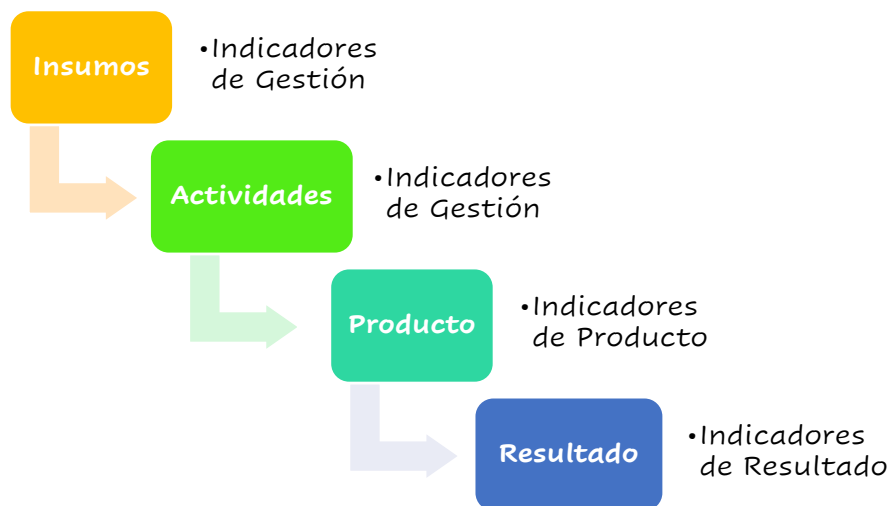 Insumos
•Indicadores
de Gestión
Actividades
•Indicadores
de Gestión
Producto
•Indicadores
de Producto
Resultado
•Indicadores
de Resultado